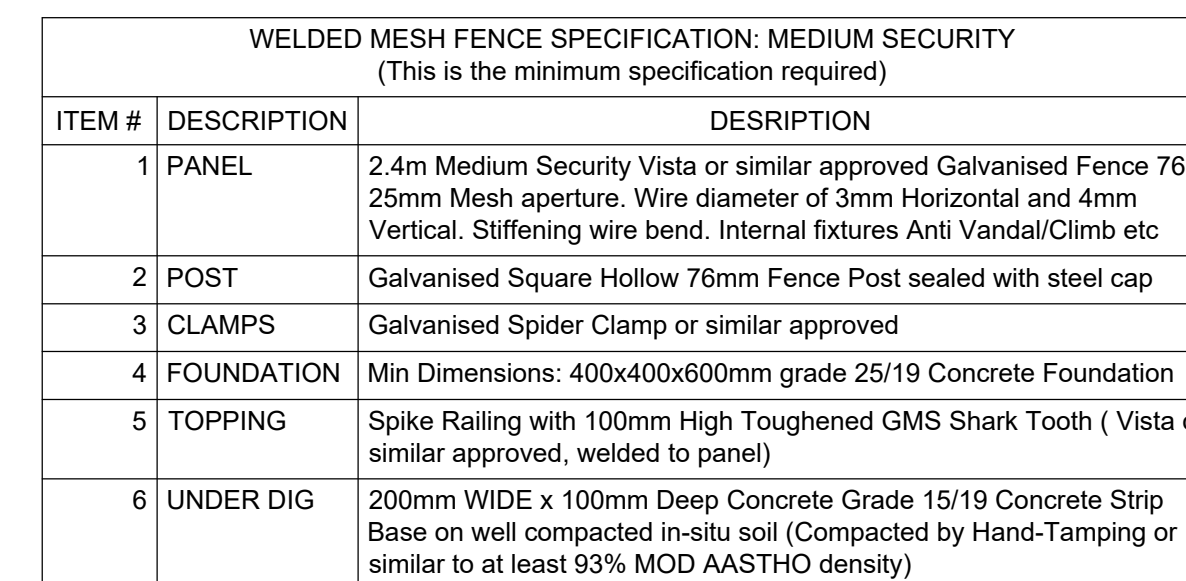 WELDED MESH FENCE SPECIFICATION: MEDIUM SECURITY
(This is the minimum specification required)
ITEM # DESCRIPTION DESRIPTION
1 PANEL 2.4m Medium Security Vista or similar approved Galvanised Fence 76
25mm Mesh aperture. Wire diameter of 3mm Horizontal and 4mm
Vertical. Stiffening wire bend. Internal fixtures Anti Vandal/Climb etc
2 POST Galvanised Square Hollow 76mm Fence Post sealed with steel cap
3 CLAMPS Galvanised Spider Clamp or similar approved
4 FOUNDATION Min Dimensions: 400x400x600mm grade 25/19 Concrete Foundation
5 TOPPING Spike Railing with 100mm High Toughened GMS Shark Tooth ( Vista
similar approved, welded to panel)
6 UNDER DIG 200mm WIDE x 100mm Deep Concrete Grade 15/19 Concrete Strip
Base on well compacted in-situ soil (Compacted by Hand-Tamping or
similar to at least 93% MOD AASTHO density)